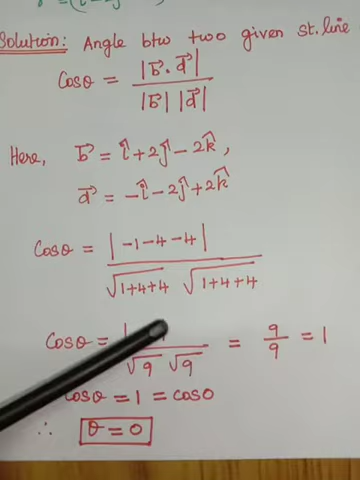 Solution: Angle btw two given st. line
Cosθ = |b⃗ · d⃗| / |b⃗| |d⃗|
Here, b⃗ = î + 2ĵ − 2k̂,
d⃗ = −î − 2ĵ + 2k̂
Cosθ = |−1−4−4| / √1+4+4 √1+4+4
Cosθ = / √9 √9 = 9/9 = 1
Cosθ = 1 = cos0
∴ θ = 0